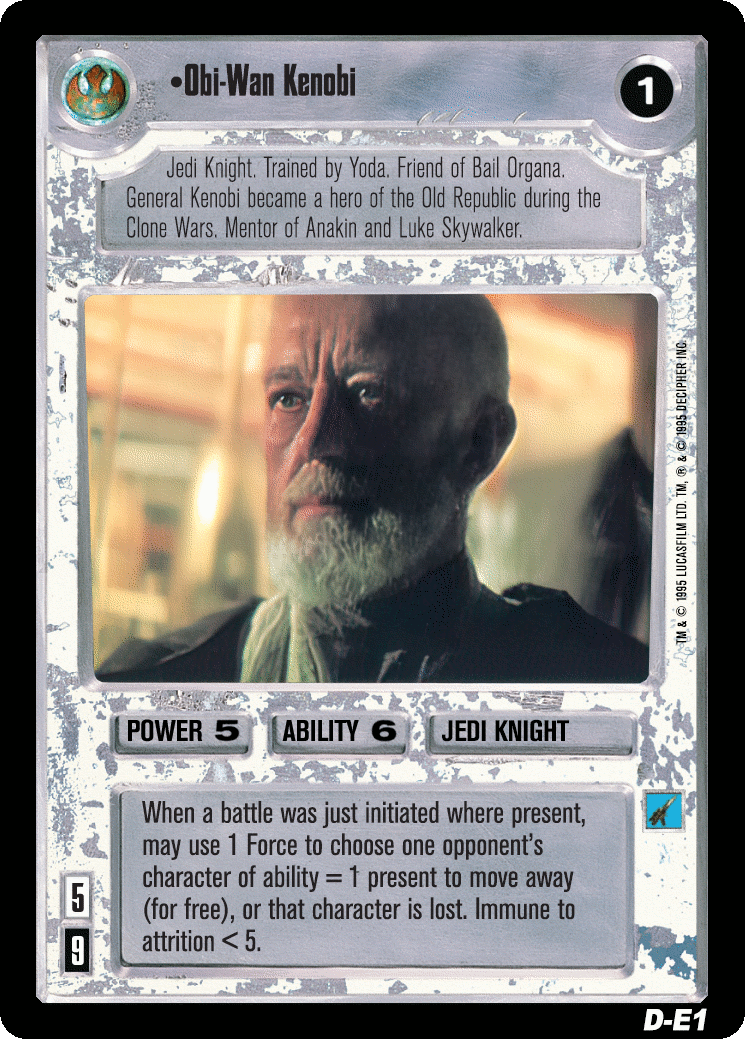 •Obi-Wan Kenobi
1
Jedi Knight. Trained by Yoda. Friend of Bail Organa.
General Kenobi became a hero of the Old Republic during the
Clone Wars. Mentor of Anakin and Luke Skywalker.
TM & © 1995 LUCASFILM LTD. TM, ® & © 1995 DECIPHER INC.
POWER 5
ABILITY 6
JEDI KNIGHT
When a battle was just initiated where present,
may use 1 Force to choose one opponent's
character of ability = 1 present to move away
(for free), or that character is lost. Immune to
attrition < 5.
5
9
D-E1